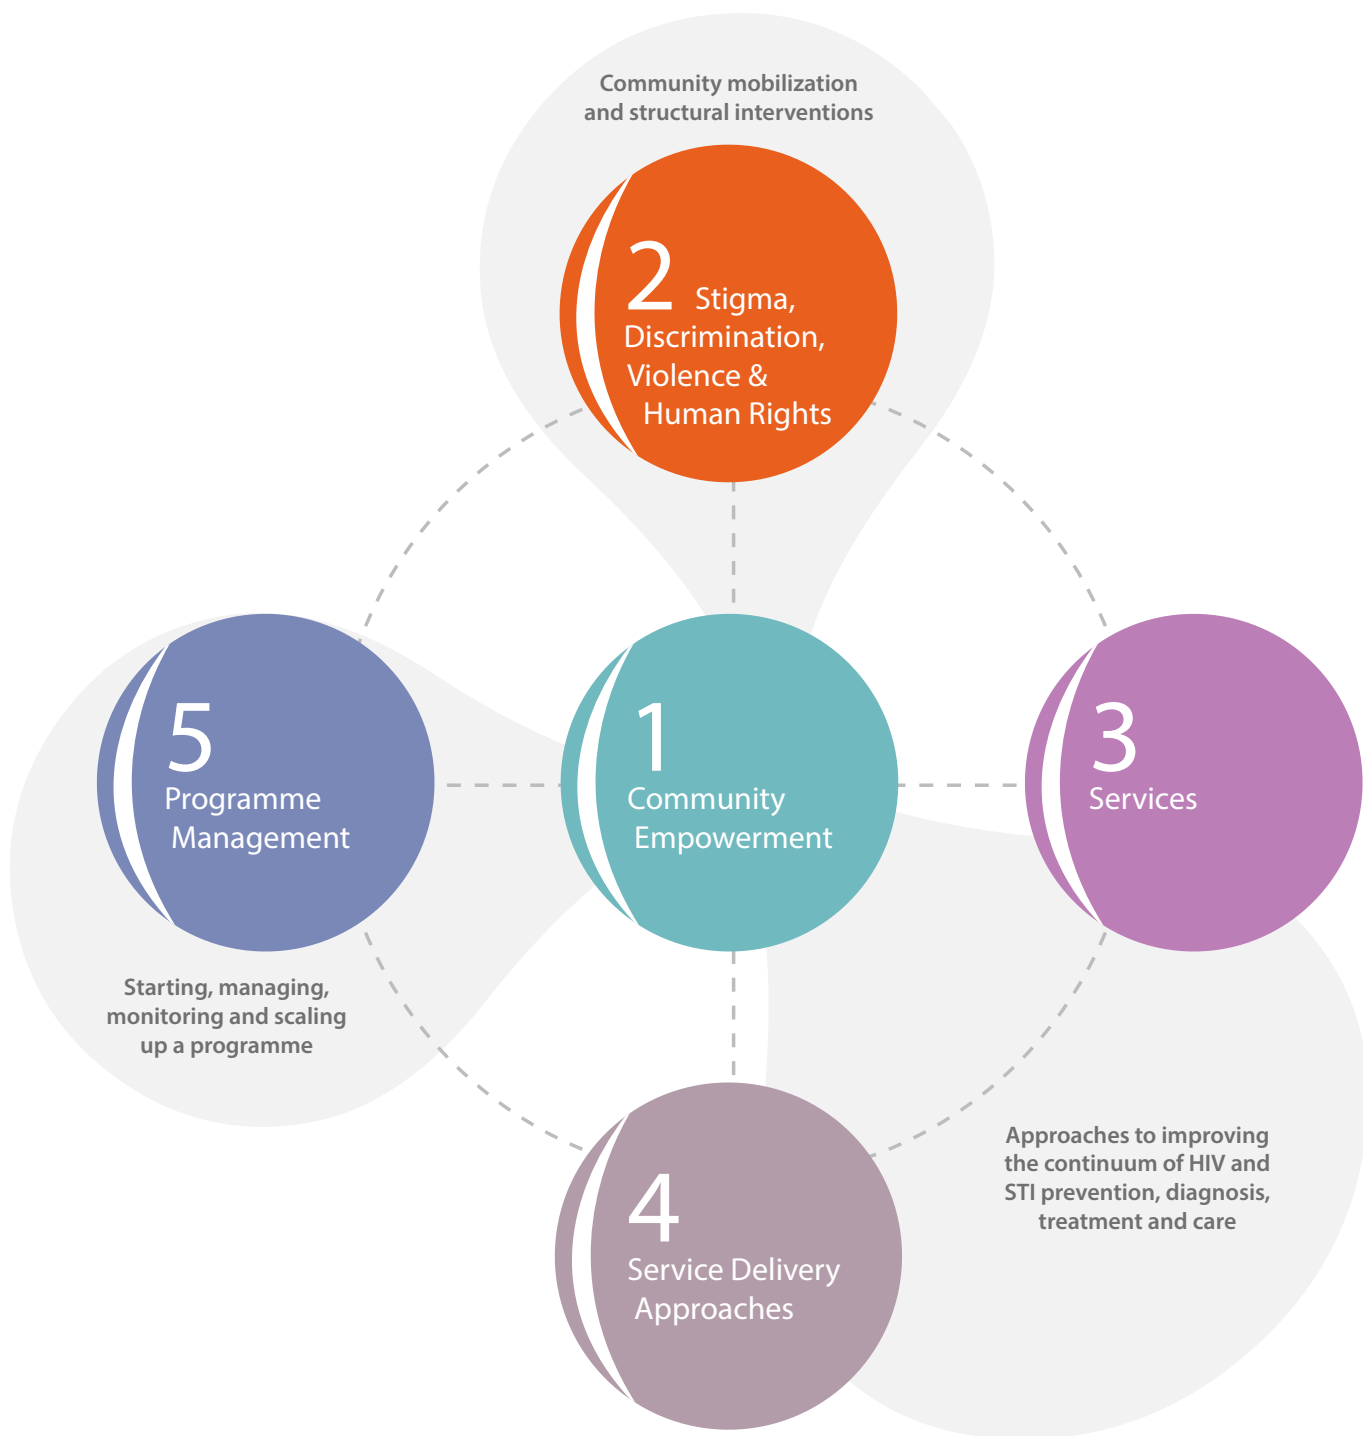 Community mobilization
and structural interventions
2 Stigma,
Discrimination,
Violence &
Human Rights
5
Programme
Management
1
Community
Empowerment
3
Services
Starting, managing,
monitoring and scaling
up a programme
4
Service Delivery
Approaches
Approaches to improving
the continuum of HIV and
STI prevention, diagnosis,
treatment and care